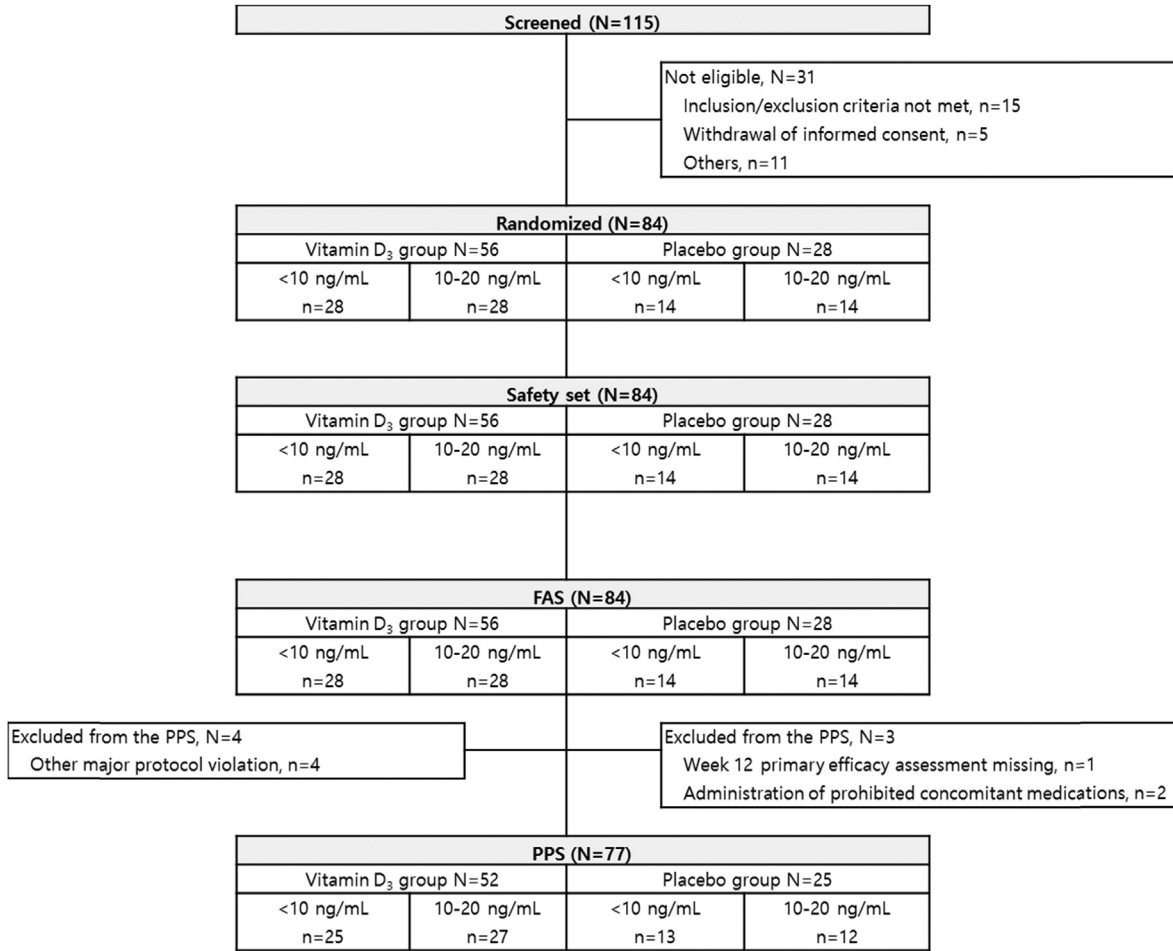 Screened (N=115)
Not eligible, N=31
Inclusion/exclusion criteria not met, n=15
Withdrawal of informed consent, n=5
Others, n=11
Randomized (N=84)
Vitamin D₃ group N=56 Placebo group N=28
<10 ng/mL 10-20 ng/mL <10 ng/mL 10-20 ng/mL
n=28 n=28 n=14 n=14
Safety set (N=84)
Vitamin D₃ group N=56 Placebo group N=28
<10 ng/mL 10-20 ng/mL <10 ng/mL 10-20 ng/mL
n=28 n=28 n=14 n=14
FAS (N=84)
Vitamin D₃ group N=56 Placebo group N=28
<10 ng/mL 10-20 ng/mL <10 ng/mL 10-20 ng/mL
n=28 n=28 n=14 n=14
Excluded from the PPS, N=4
Other major protocol violation, n=4
Excluded from the PPS, N=3
Week 12 primary efficacy assessment missing, n=1
Administration of prohibited concomitant medications, n=2
PPS (N=77)
Vitamin D₃ group N=52 Placebo group N=25
<10 ng/mL 10-20 ng/mL <10 ng/mL 10-20 ng/mL
n=25 n=27 n=13 n=12